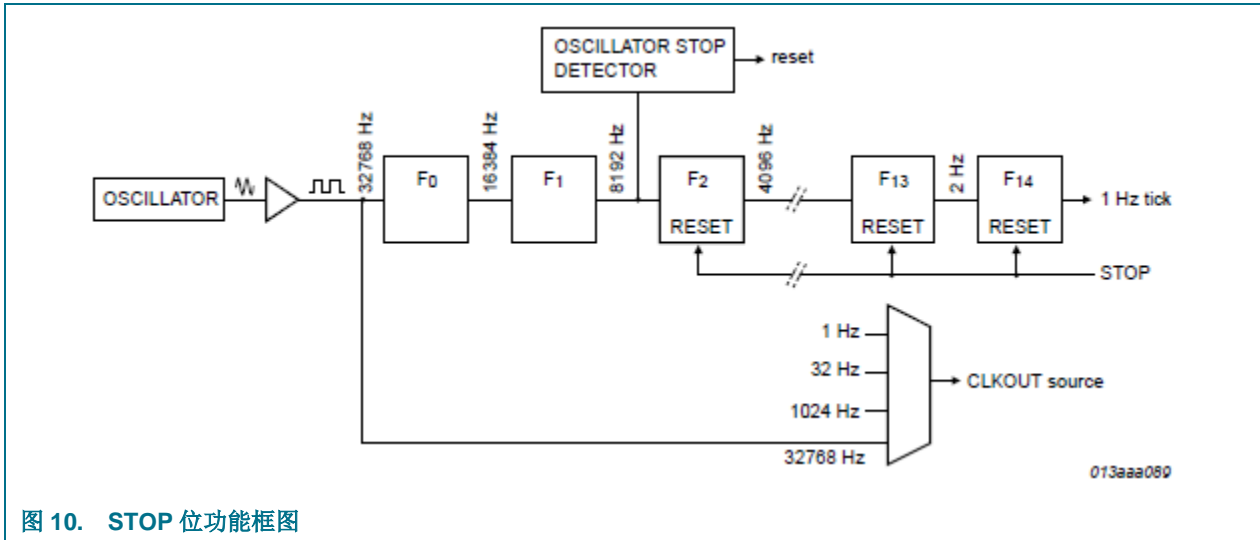 OSCILLATOR STOP
DETECTOR
reset
32768 Hz
16384 Hz
8192 Hz
4096 Hz
2 Hz
OSCILLATOR
F0
F1
F2
RESET
F13
RESET
F14
RESET
1 Hz tick
STOP
1 Hz
32 Hz
1024 Hz
32768 Hz
CLKOUT source
013aaa089
图 10. STOP 位功能框图